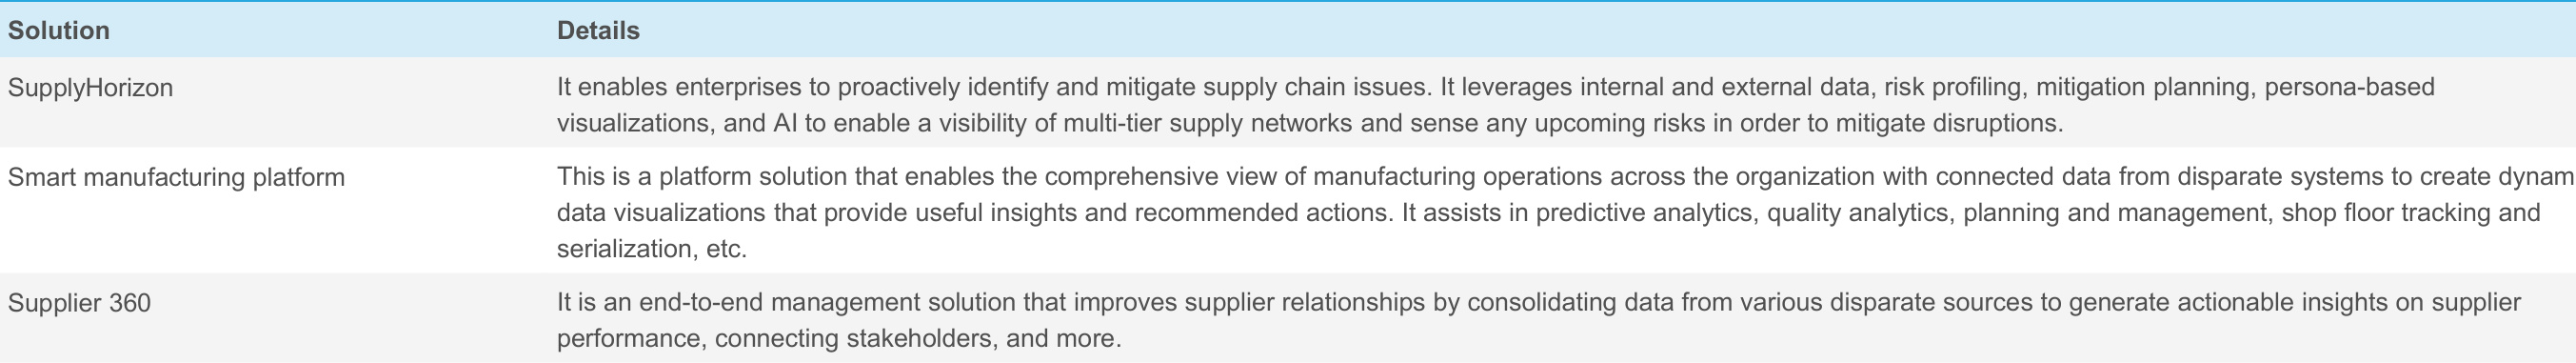 Solution Details
SupplyHorizon It enables enterprises to proactively identify and mitigate supply chain issues. It leverages internal and external data, risk profiling, mitigation planning, persona-based
visualizations, and AI to enable a visibility of multi-tier supply networks and sense any upcoming risks in order to mitigate disruptions.
Smart manufacturing platform This is a platform solution that enables the comprehensive view of manufacturing operations across the organization with connected data from disparate systems to create dynam
data visualizations that provide useful insights and recommended actions. It assists in predictive analytics, quality analytics, planning and management, shop floor tracking and
serialization, etc.
Supplier 360 It is an end-to-end management solution that improves supplier relationships by consolidating data from various disparate sources to generate actionable insights on supplier
performance, connecting stakeholders, and more.